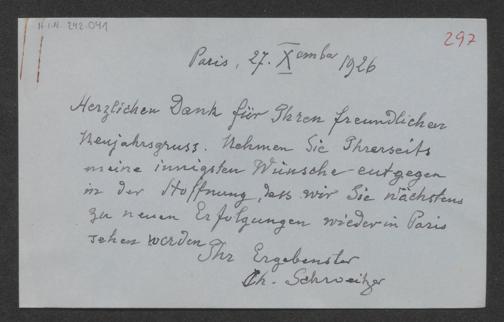 H.I.N. 242.041
297
Paris, 27. Xember 1926
Herzlichen Dank für Ihren freundlichen
Neujahrsgruss. Nehmen Sie Ihrerseits
meine innigsten Wünsche entgegen
in der Hoffnung, dass wir Sie nächstens
zu neuen Erfolgungen wieder in Paris
sehen werden
Ihr Ergebenster
Ch. Schweitzer